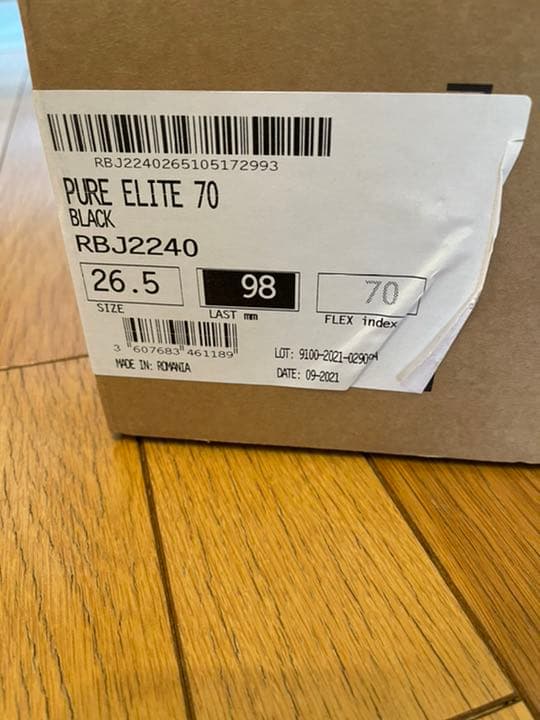 RBJ2240265105172993
PURE ELITE 70
BLACK
RBJ2240
26.5 98 70
SIZE LAST mm FLEX index
3 607683 461189
LOT: 9100-2021-0290
MADE IN: ROMANIA
DATE: 09-2021